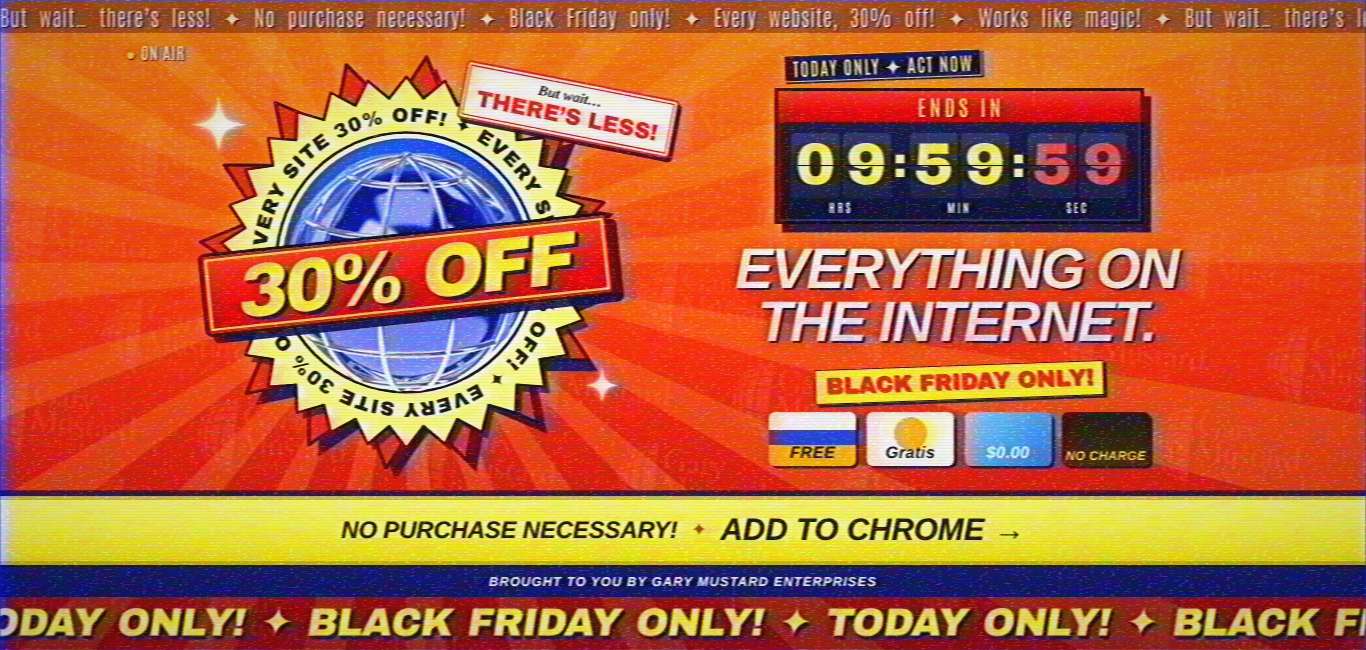 But wait… there's less! ✦ No purchase necessary! ✦ Black Friday only! ✦ Every website, 30% off! ✦ Works like magic! ✦ But wait… there's
● ON AIR
But wait...
THERE'S LESS!
EVERY SITE 30% OFF! ✦ EVERY
OFF! ✦ EVERY SITE 30%
30% OFF
TODAY ONLY ✦ ACT NOW
ENDS IN
09:59:59
HRS MIN SEC
EVERYTHING ON
THE INTERNET.
BLACK FRIDAY ONLY!
FREE Gratis $0.00 NO CHARGE
NO PURCHASE NECESSARY! ✦ ADD TO CHROME →
BROUGHT TO YOU BY GARY MUSTARD ENTERPRISES
ODAY ONLY! ✦ BLACK FRIDAY ONLY! ✦ TODAY ONLY! ✦ BLACK F